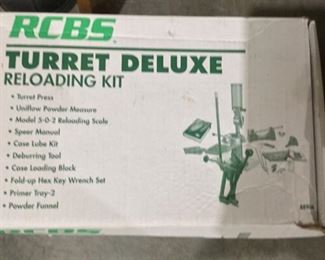 RCBS
TURRET DELUXE
RELOADING KIT
• Turret Press
• Uniflow Powder Measure
• Model 5-0-2 Reloading Scale
• Speer Manual
• Case Lube Kit
• Deburring Tool
• Case Loading Block
• Fold-up Hex Key Wrench Set
• Primer Tray-2
• Powder Funnel